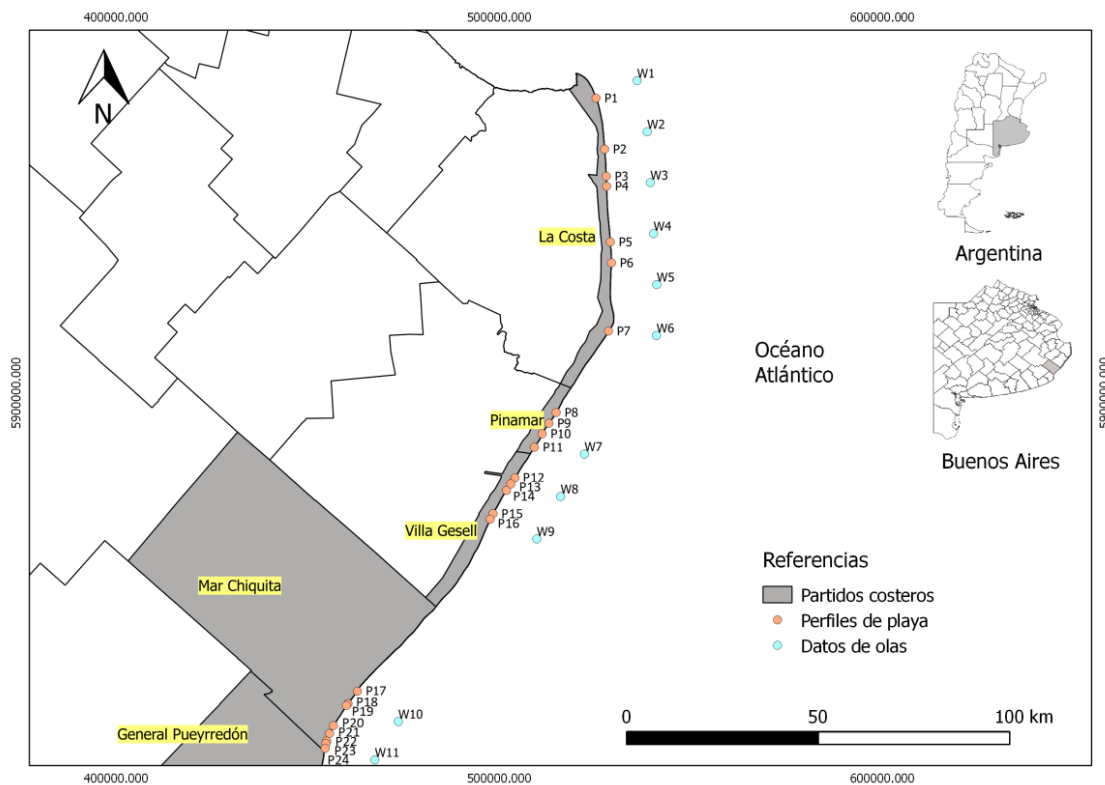 400000.000
500000.000
600000.000
N
W1
P1
W2
P2
P3
W3
P4
W4
La Costa
P5
P6
W5
P7
W6
Argentina
Océano
Atlántico
5900000.000
5900000.000
P8
Pinamar
P9
P10
P11
W7
Buenos Aires
P12
P13
P14
W8
P15
Villa Gesell
P16
W9
Referencias
Partidos costeros
Perfiles de playa
Datos de olas
Mar Chiquita
P17
P18
P19
W10
P20
General Pueyrredón
P21
P22
P23
P24
W11
0
50
100 km
400000.000
500000.000
600000.000